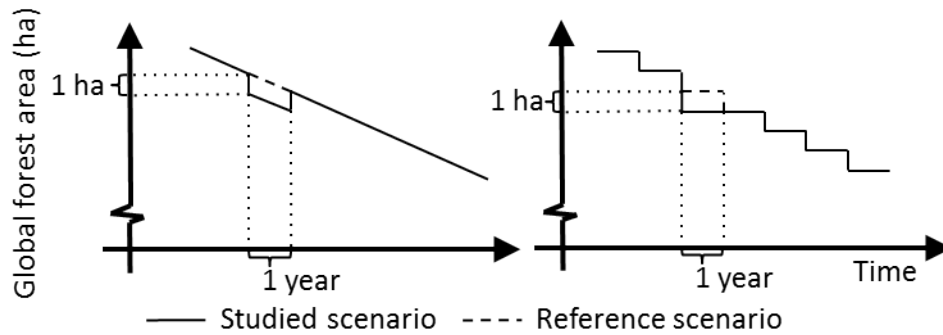 Global forest area (ha)
1 ha
1 ha
1 year
1 year
Time
Studied scenario
Reference scenario